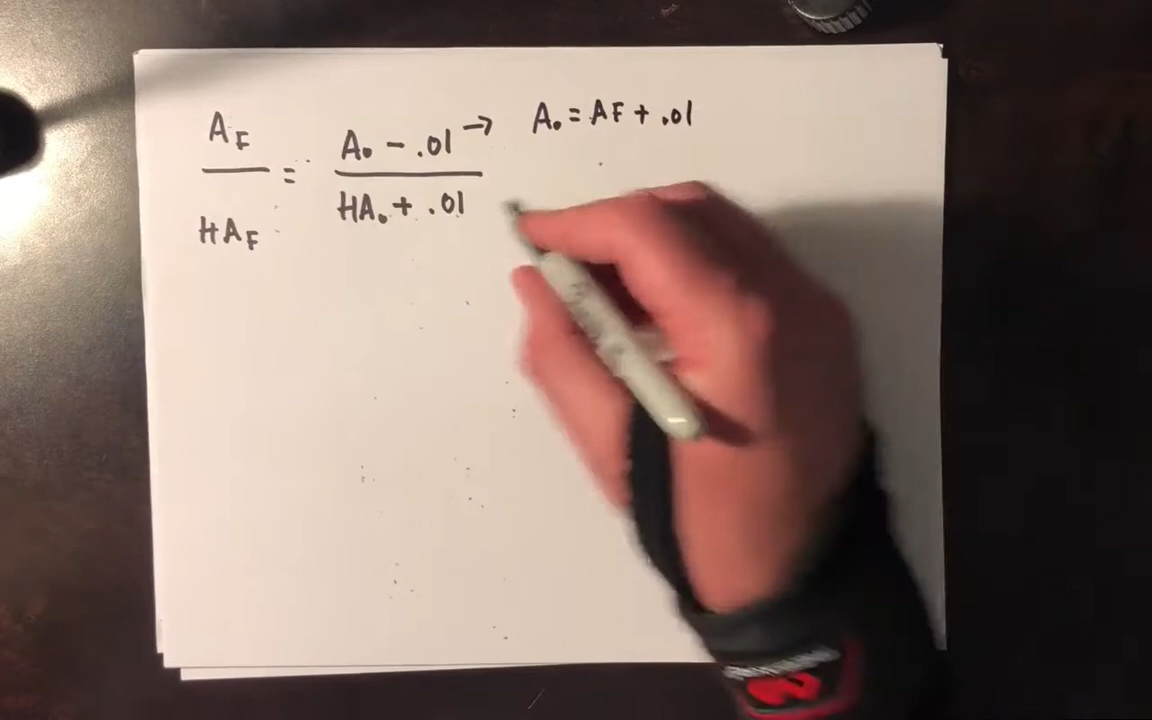 A_F / HA_F = A₀ - .01 / HA₀ + .01 → A₀ = AF + .01